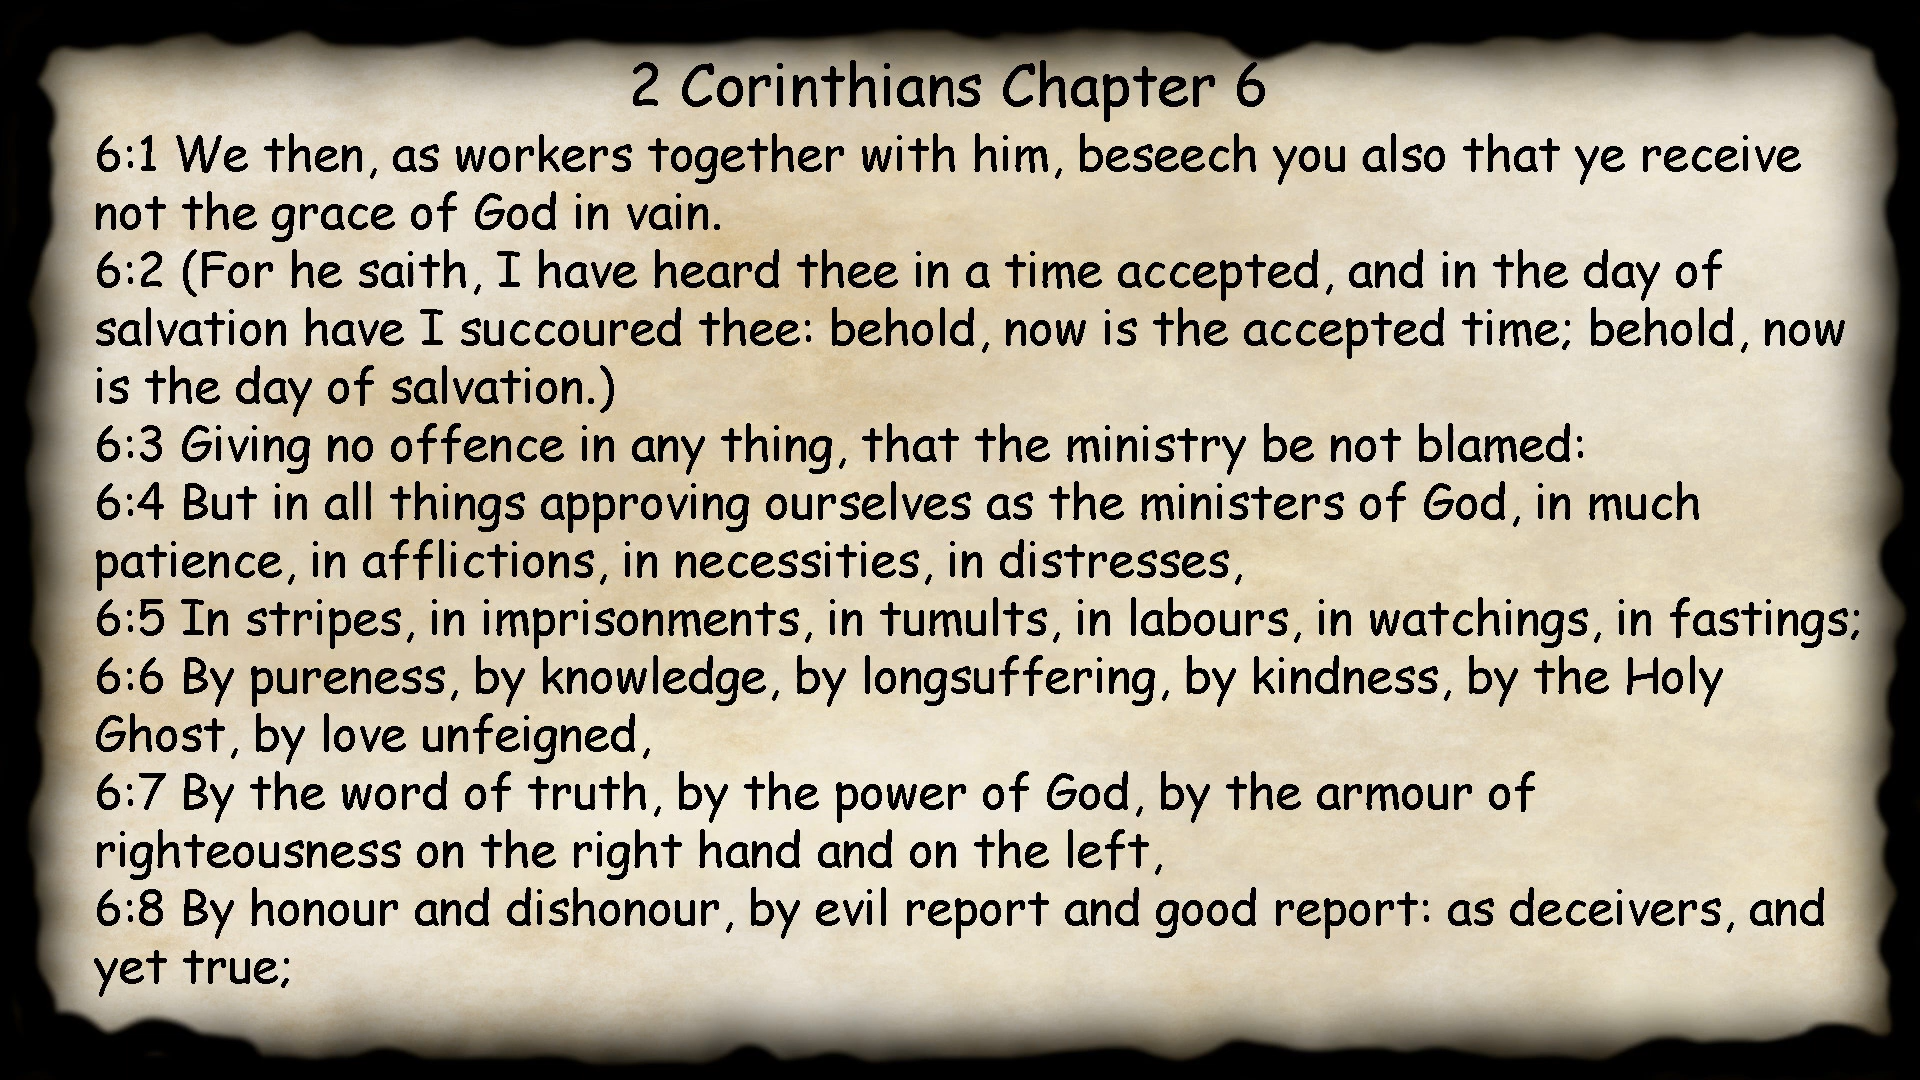 2 Corinthians Chapter 6
6:1 We then, as workers together with him, beseech you also that ye receive
not the grace of God in vain.
6:2 (For he saith, I have heard thee in a time accepted, and in the day of
salvation have I succoured thee: behold, now is the accepted time; behold, now
is the day of salvation.)
6:3 Giving no offence in any thing, that the ministry be not blamed:
6:4 But in all things approving ourselves as the ministers of God, in much
patience, in afflictions, in necessities, in distresses,
6:5 In stripes, in imprisonments, in tumults, in labours, in watchings, in fastings;
6:6 By pureness, by knowledge, by longsuffering, by kindness, by the Holy
Ghost, by love unfeigned,
6:7 By the word of truth, by the power of God, by the armour of
righteousness on the right hand and on the left,
6:8 By honour and dishonour, by evil report and good report: as deceivers, and
yet true;